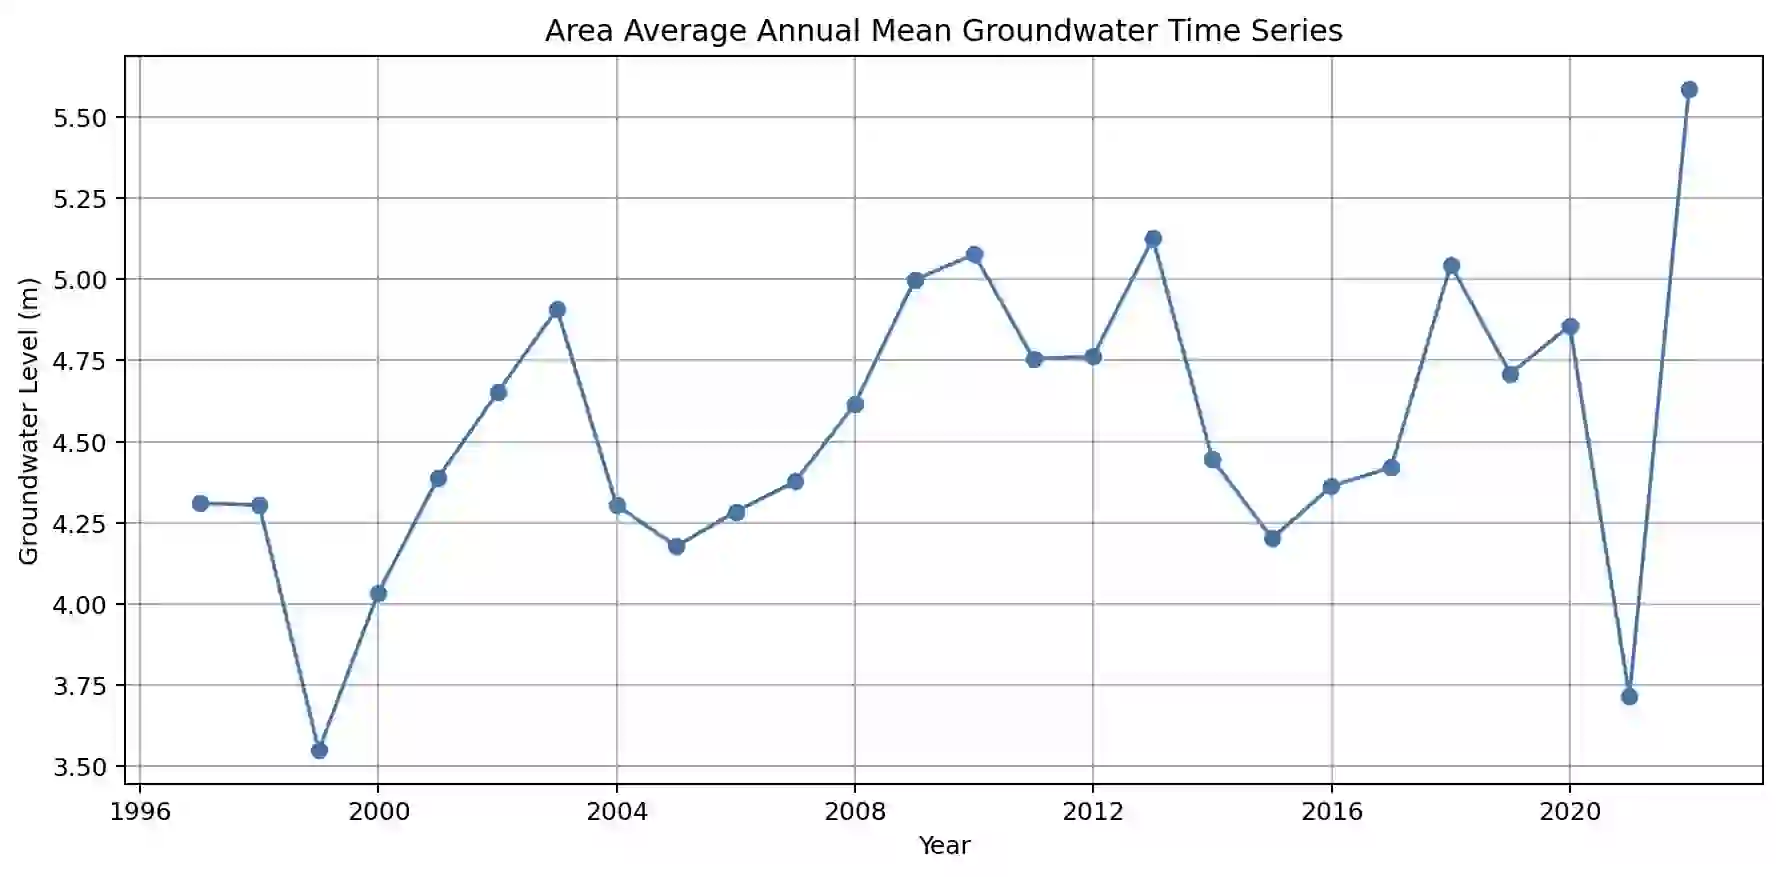 Area Average Annual Mean Groundwater Time Series
Groundwater Level (m)
5.50
5.25
5.00
4.75
4.50
4.25
4.00
3.75
3.50
1996 2000 2004 2008 2012 2016 2020
Year